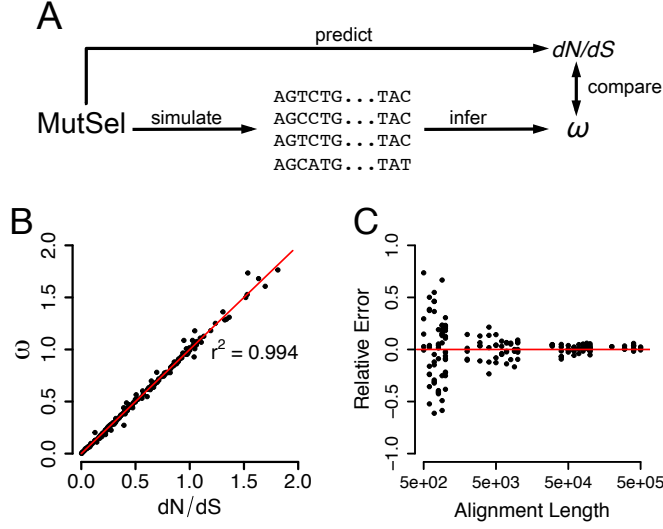 A
predict
dN/dS
MutSel
simulate
AGTCTG...TAC
AGCCTG...TAC
AGTCTG...TAC
AGCATG...TAT
infer
compare
ω
B
ω
2.0
1.5
1.0
0.5
0.0
r² = 0.994
0.0 0.5 1.0 1.5 2.0
dN/dS
C
Relative Error
1.0
0.5
0.0
−0.5
−1.0
5e+02 5e+03 5e+04 5e+05
Alignment Length